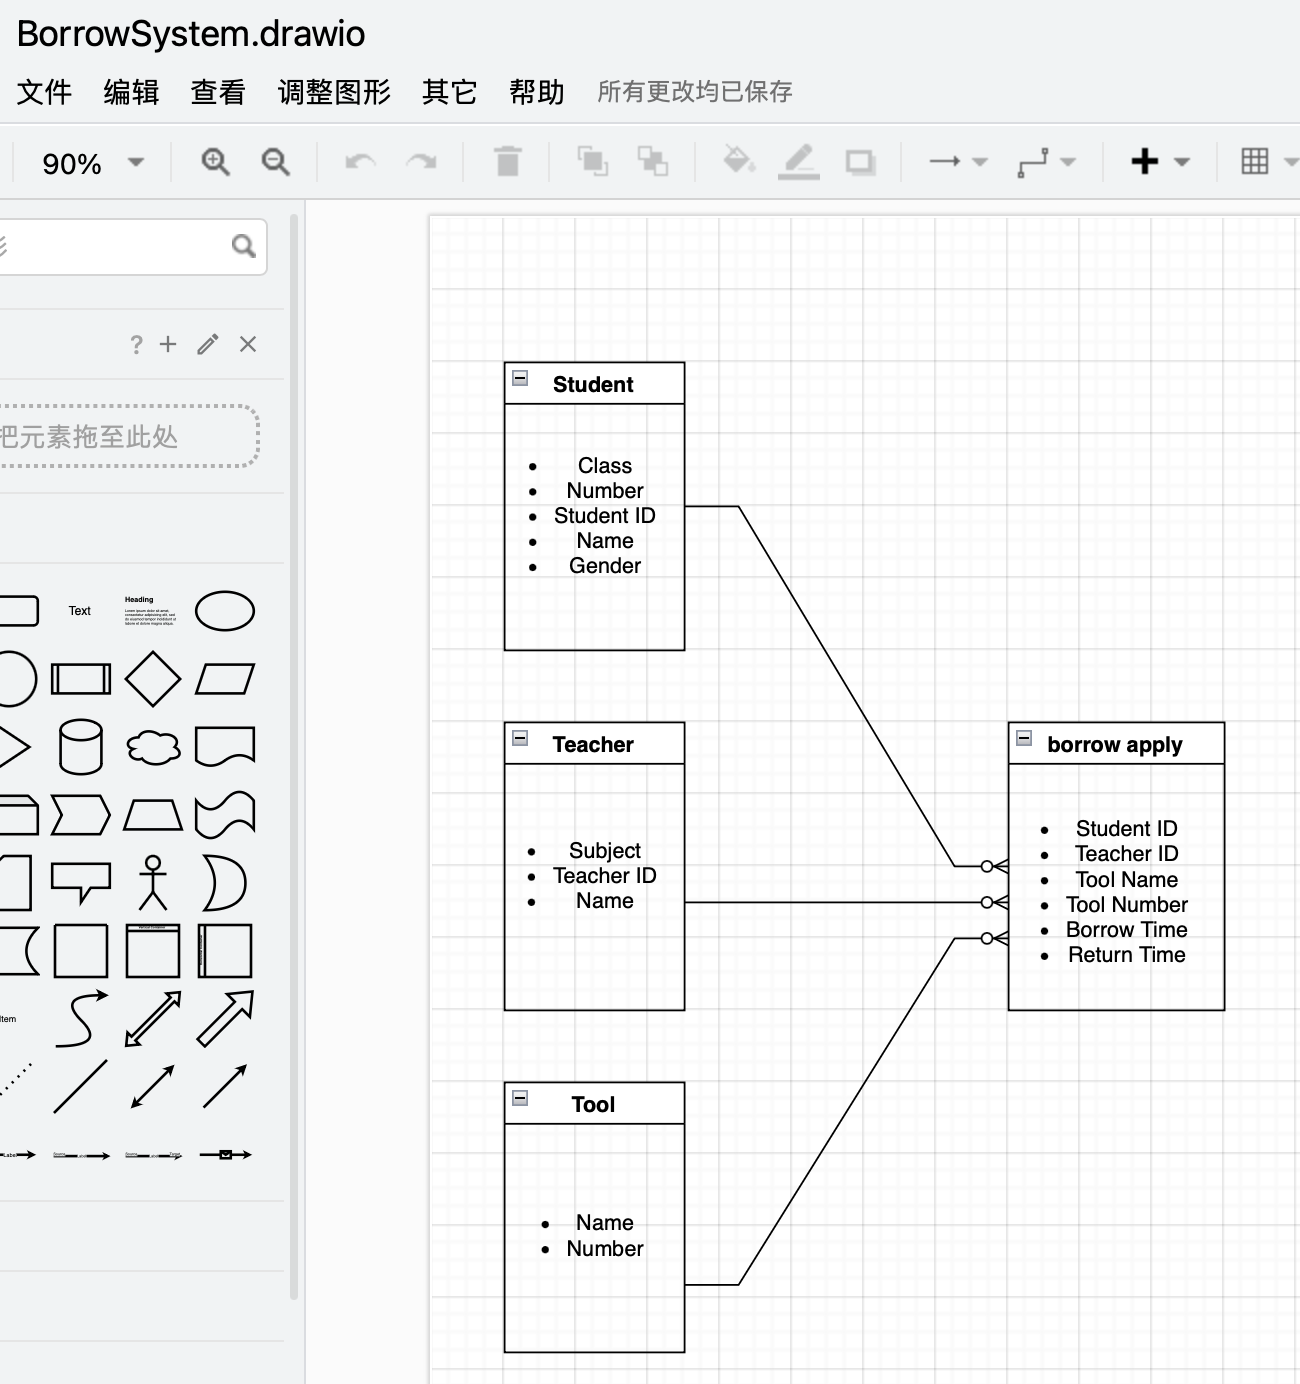 BorrowSystem.drawio
文件 编辑 查看 调整图形 其它 帮助 所有更改均已保存
90%
?
把元素拖至此处
Text
Heading
Item
Label
Student
• Class
• Number
• Student ID
• Name
• Gender
Teacher
• Subject
• Teacher ID
• Name
Tool
• Name
• Number
borrow apply
• Student ID
• Teacher ID
• Tool Name
• Tool Number
• Borrow Time
• Return Time